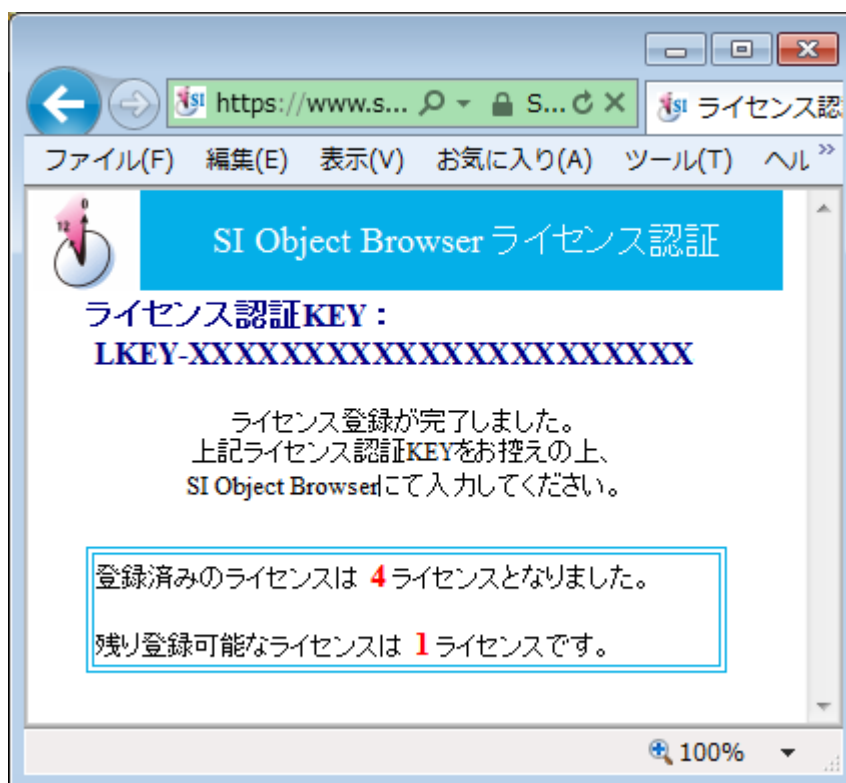 https://www.s... S...
ライセンス認
ファイル(F) 編集(E) 表示(V) お気に入り(A) ツール(T) ヘル
SI Object Browser ライセンス認証
ライセンス認証KEY：
LKEY-XXXXXXXXXXXXXXXXXXXXXXX
ライセンス登録が完了しました。
上記ライセンス認証KEYをお控えの上、
SI Object Browserにて入力してください。
登録済みのライセンスは 4 ライセンスとなりました。
残り登録可能なライセンスは 1 ライセンスです。
100%